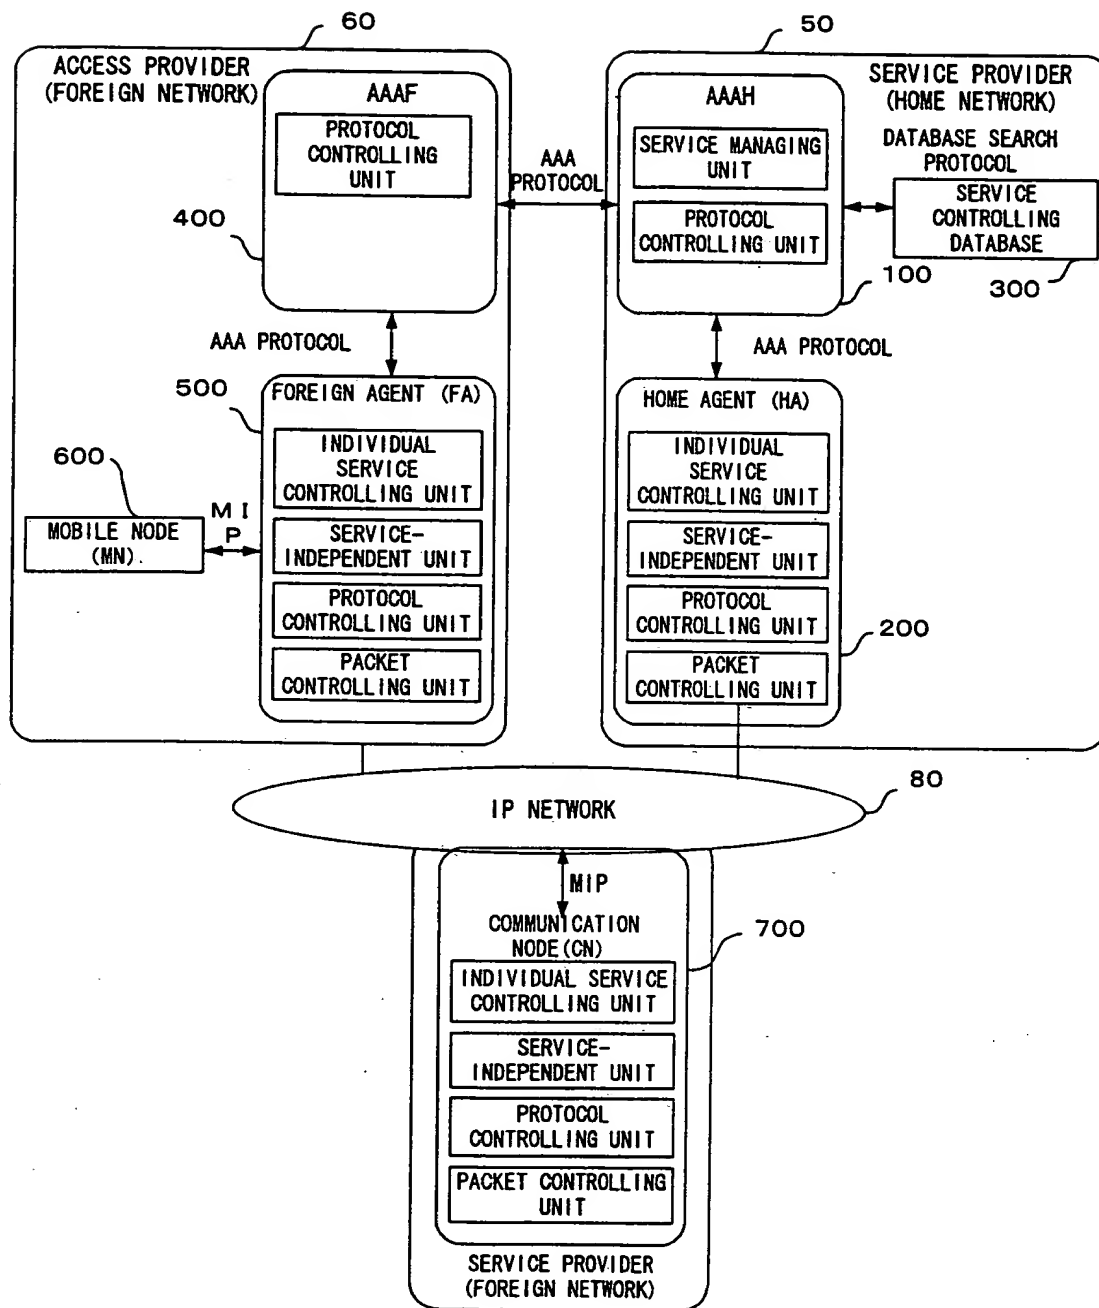 60
50
ACCESS PROVIDER
(FOREIGN NETWORK)
AAAF
PROTOCOL
CONTROLLING
UNIT
400
AAA
PROTOCOL
SERVICE PROVIDER
(HOME NETWORK)
AAAH
SERVICE MANAGING
UNIT
PROTOCOL
CONTROLLING UNIT
DATABASE SEARCH
PROTOCOL
SERVICE
CONTROLLING
DATABASE
100
300
AAA PROTOCOL
AAA PROTOCOL
500
FOREIGN AGENT (FA)
INDIVIDUAL
SERVICE
CONTROLLING UNIT
SERVICE-
INDEPENDENT UNIT
PROTOCOL
CONTROLLING UNIT
PACKET
CONTROLLING UNIT
600
MOBILE NODE
(MN).
MI
P
HOME AGENT (HA)
INDIVIDUAL
SERVICE
CONTROLLING UNIT
SERVICE-
INDEPENDENT UNIT
PROTOCOL
CONTROLLING UNIT
PACKET
CONTROLLING UNIT
200
80
IP NETWORK
MIP
COMMUNICATION
NODE(CN)
700
INDIVIDUAL SERVICE
CONTROLLING UNIT
SERVICE-
INDEPENDENT UNIT
PROTOCOL
CONTROLLING UNIT
PACKET CONTROLLING
UNIT
SERVICE PROVIDER
(FOREIGN NETWORK)